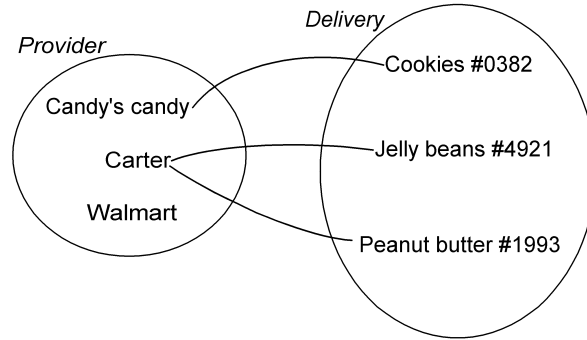 Provider
Delivery
Candy's candy
Carter
Walmart
Cookies #0382
Jelly beans #4921
Peanut butter #1993